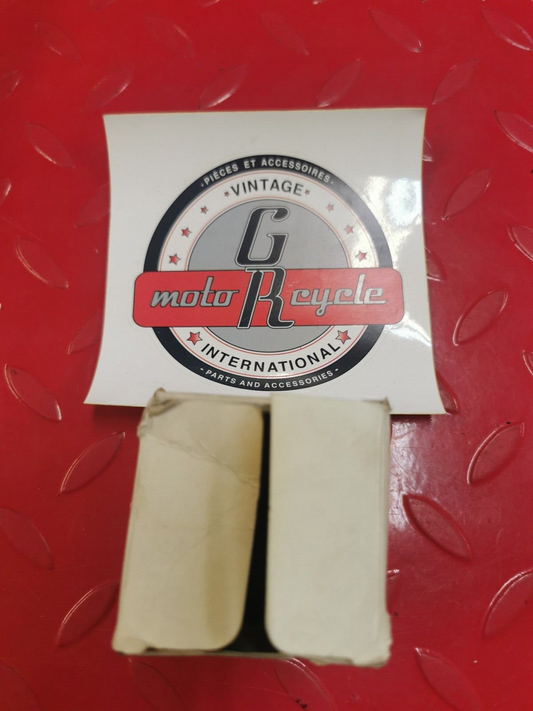 ·PIÈCES ET ACCESSOIRES·
*VINTAGE*
G
moto R cycle
INTERNATIONAL
- PARTS AND ACCESSORIES -